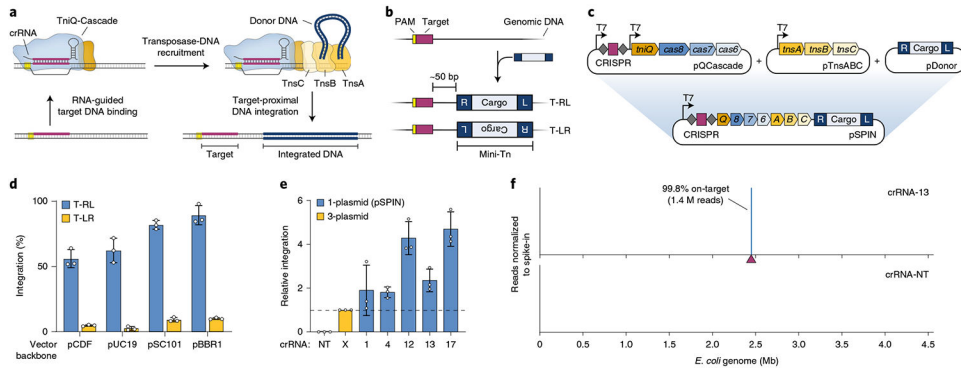 a
TniQ-Cascade
crRNA
Transposase-DNA
recruitment
Donor DNA
TnsC
TnsB
TnsA
RNA-guided
target DNA binding
Target-proximal
DNA integration
Target
Integrated DNA
b
PAM
Target
Genomic DNA
~50 bp
R
Cargo
L
T-RL
L
Cargo
R
T-LR
Mini-Tn
c
T7
T7
T7
tniQ
cas8
cas7
cas6
CRISPR
pQCascade
+
tnsA
tnsB
tnsC
pTnsABC
+
R
Cargo
L
pDonor
T7
Q
8
7
6
A
B
C
R
Cargo
L
CRISPR
pSPIN
d
T-RL
T-LR
Integration (%)
100
50
0
Vector
backbone
pCDF
pUC19
pSC101
pBBR1
e
1-plasmid (pSPIN)
3-plasmid
Relative integration
6
4
2
0
crRNA:
NT
X
1
4
12
13
17
f
99.8% on-target
(1.4 M reads)
crRNA-13
crRNA-NT
Reads normalized
to spike-in
0
0.5
1.0
1.5
2.0
2.5
3.0
3.5
4.0
4.5
E. coli genome (Mb)